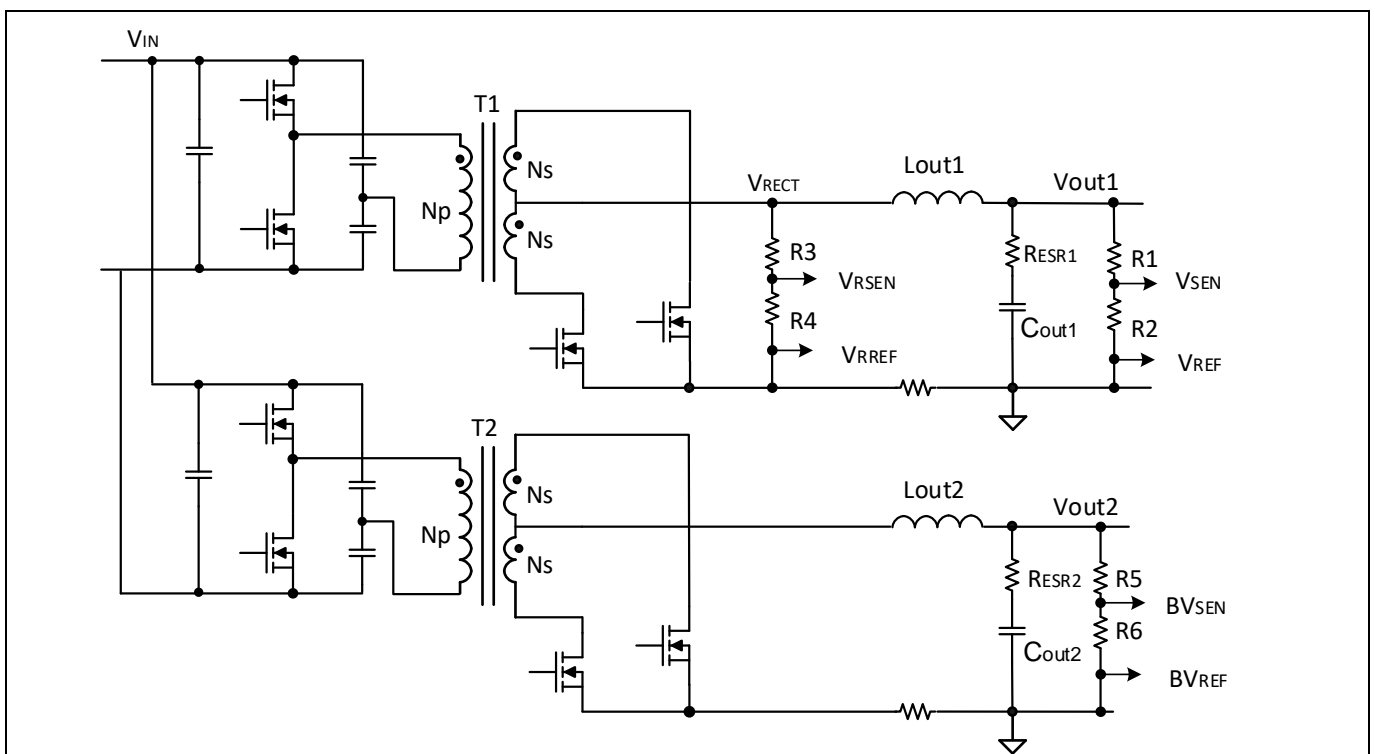 VIN
T1
Np
Ns
Ns
VRECT
Lout1
Vout1
R3
VRSEN
R4
VRREF
RESR1
Cout1
R1
VSEN
R2
VREF
T2
Np
Ns
Ns
Lout2
Vout2
RESR2
Cout2
R5
BVSEN
R6
BVREF